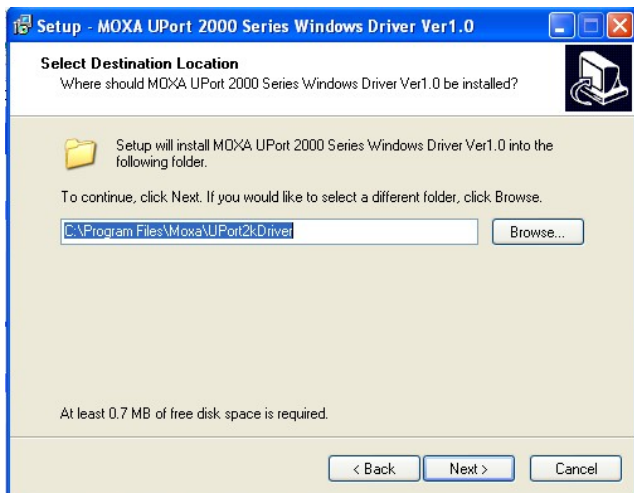 Setup - MOXA UPort 2000 Series Windows Driver Ver1.0
Select Destination Location
Where should MOXA UPort 2000 Series Windows Driver Ver1.0 be installed?
Setup will install MOXA UPort 2000 Series Windows Driver Ver1.0 into the
following folder.
To continue, click Next. If you would like to select a different folder, click Browse.
C:\Program Files\Moxa\UPort2kDriver
Browse...
At least 0.7 MB of free disk space is required.
< Back
Next >
Cancel